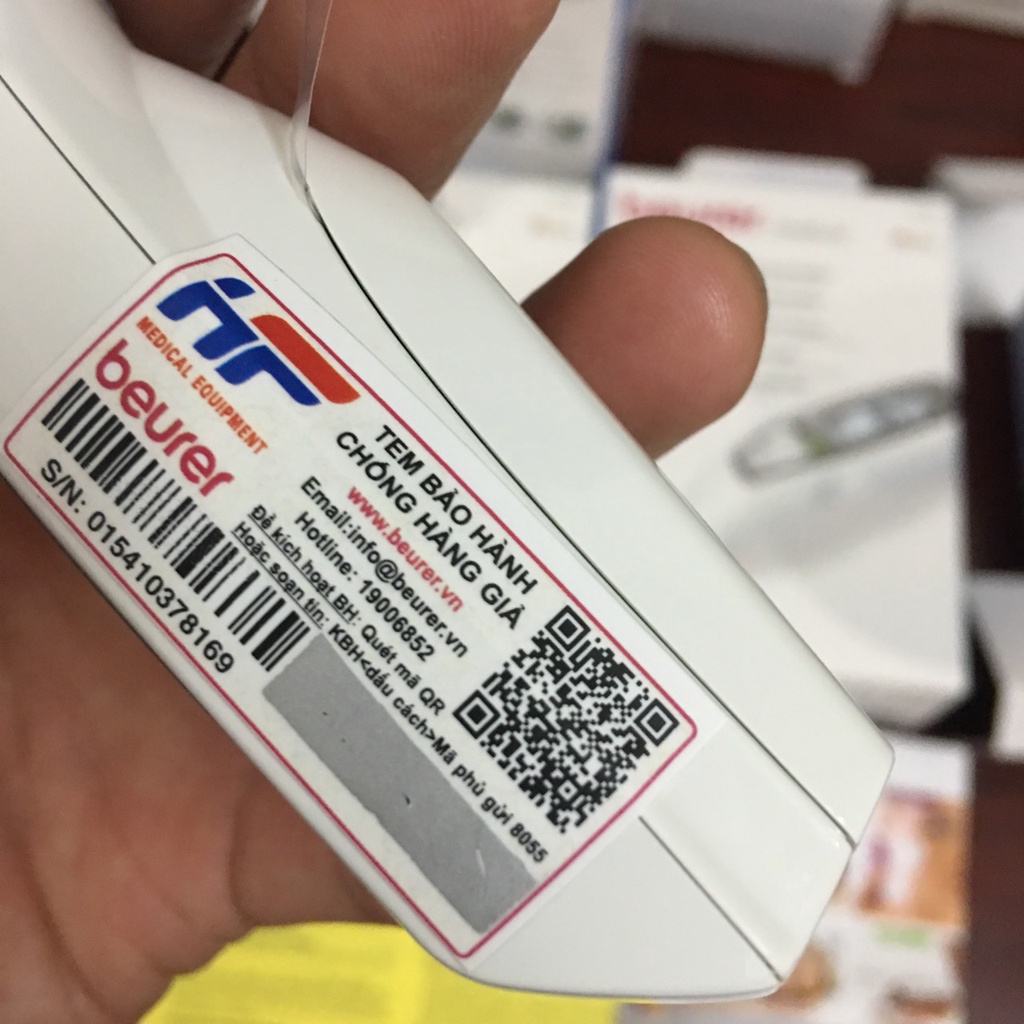 MEDICAL EQUIPMENT
beurer
S/N: 015410378169
TEM BẢO HÀNH
CHỐNG HÀNG GIẢ
www.beurer.vn
Email:info@beurer.vn
Hotline: 19006852
Để kích hoạt BH: Quét mã QR
Hoặc soạn tin: KBH<dấu cách>Mã phủ gửi 8055
beurer